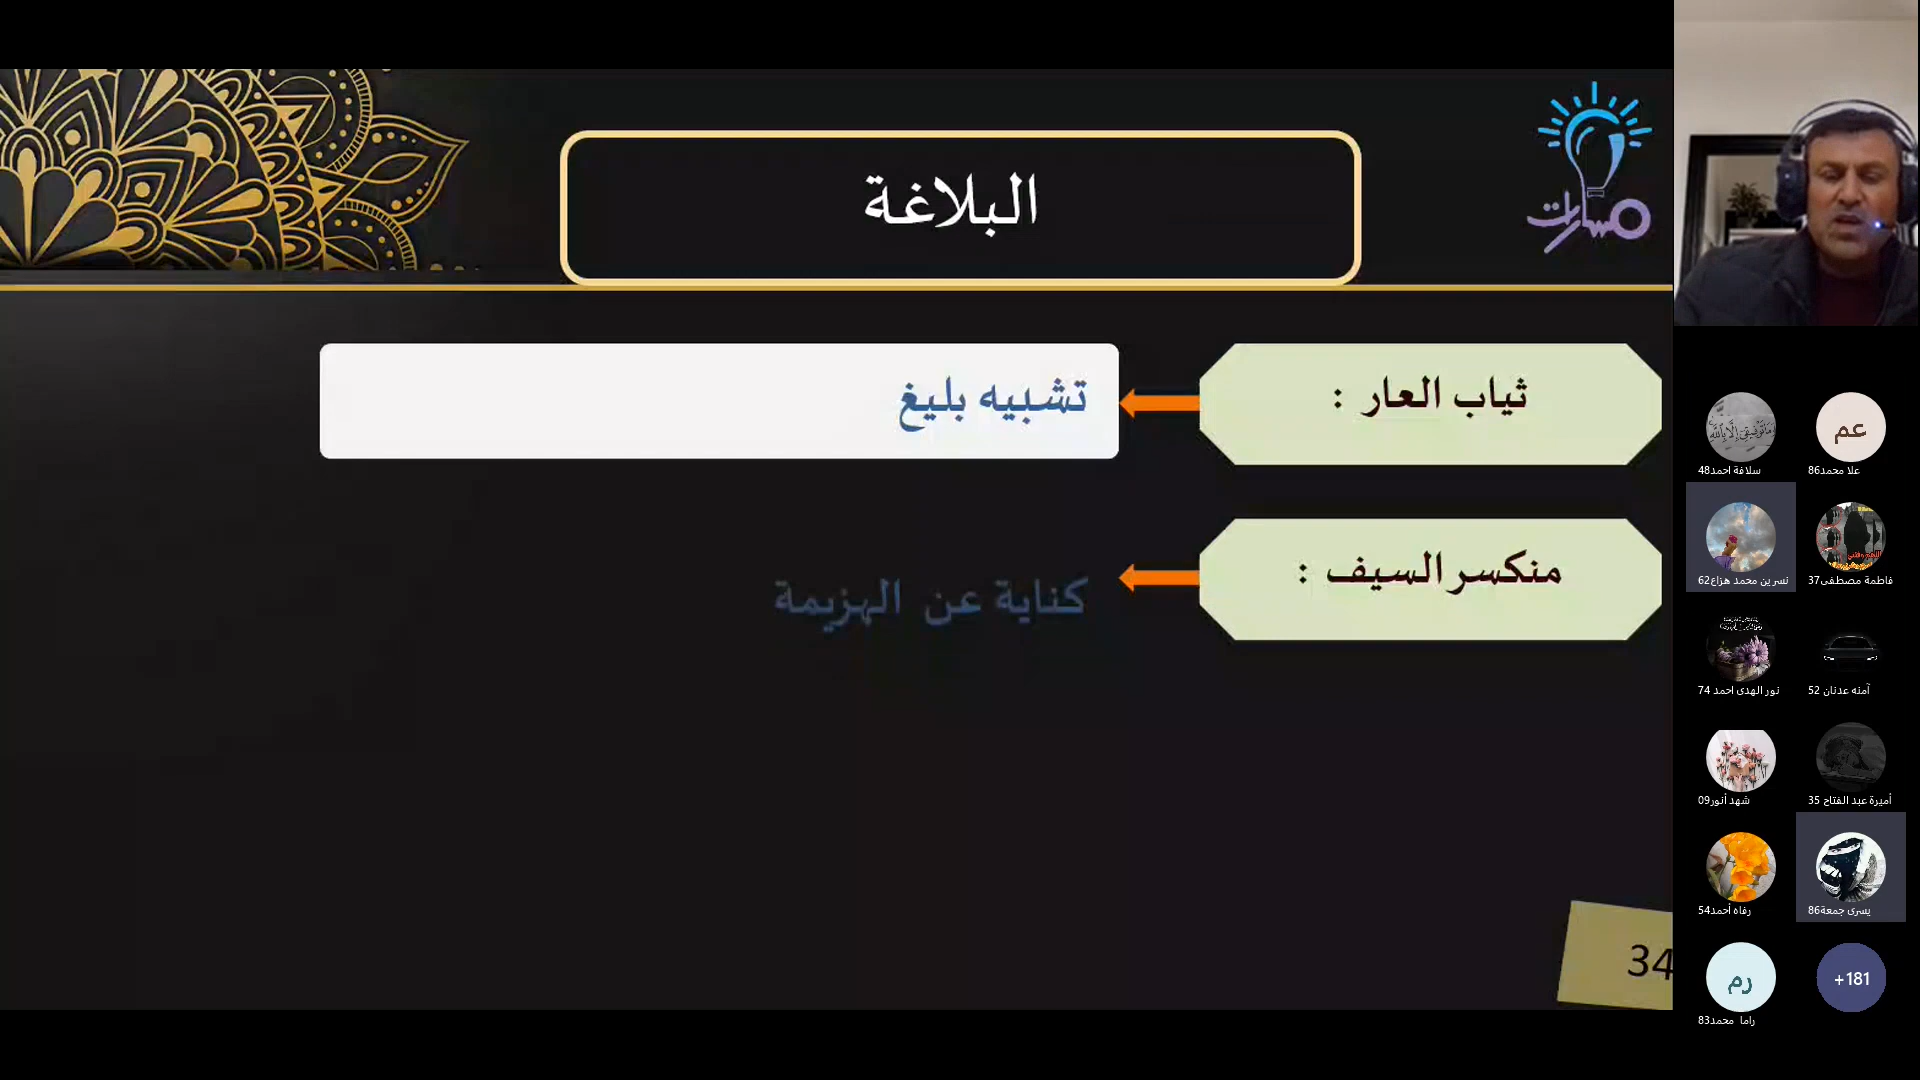 مسارات
البلاغة
ثياب العار :
تشبيه بليغ
منكسر السيف :
كناية عن الهزيمة
34
عم
سلافة احمد48
علا محمد86
نسرين محمد هزاع62
فاطمة مصطفى37
نور الهدى احمد 74
آمنه عدنان 52
شهد أنور09
أميرة عبد الفتاح 35
رفاه أحمد54
يسرى جمعة86
رم
+181
راما محمد83